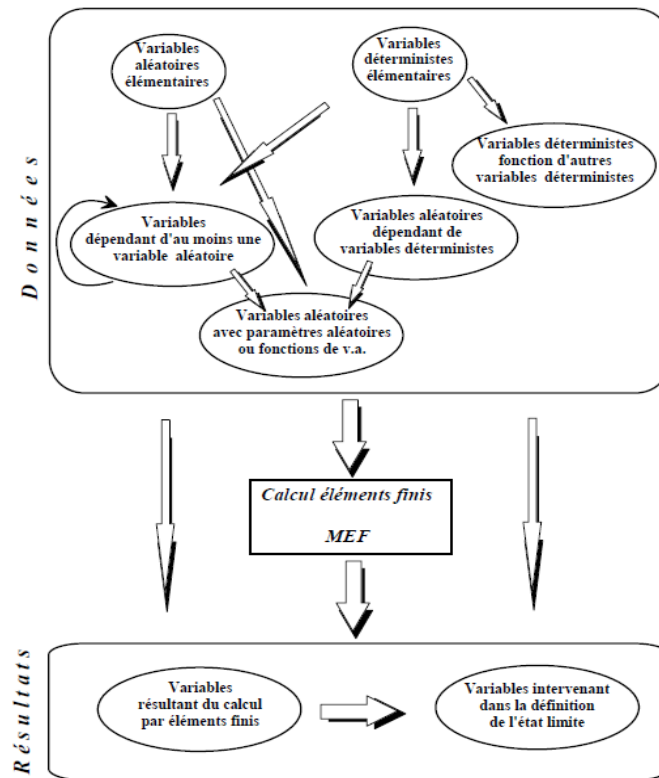 Variables
aléatoires
élémentaires
Variables
déterministes
élémentaires
Variables déterministes
fonction d'autres
variables déterministes
Données
Variables
dépendant d'au moins une
variable aléatoire
Variables aléatoires
dépendant de
variables déterministes
Variables aléatoires
avec paramètres aléatoires
ou fonctions de v.a.
Calcul éléments finis
MEF
Résultats
Variables
résultant du calcul
par éléments finis
Variables intervenant
dans la définition
de l'état limite